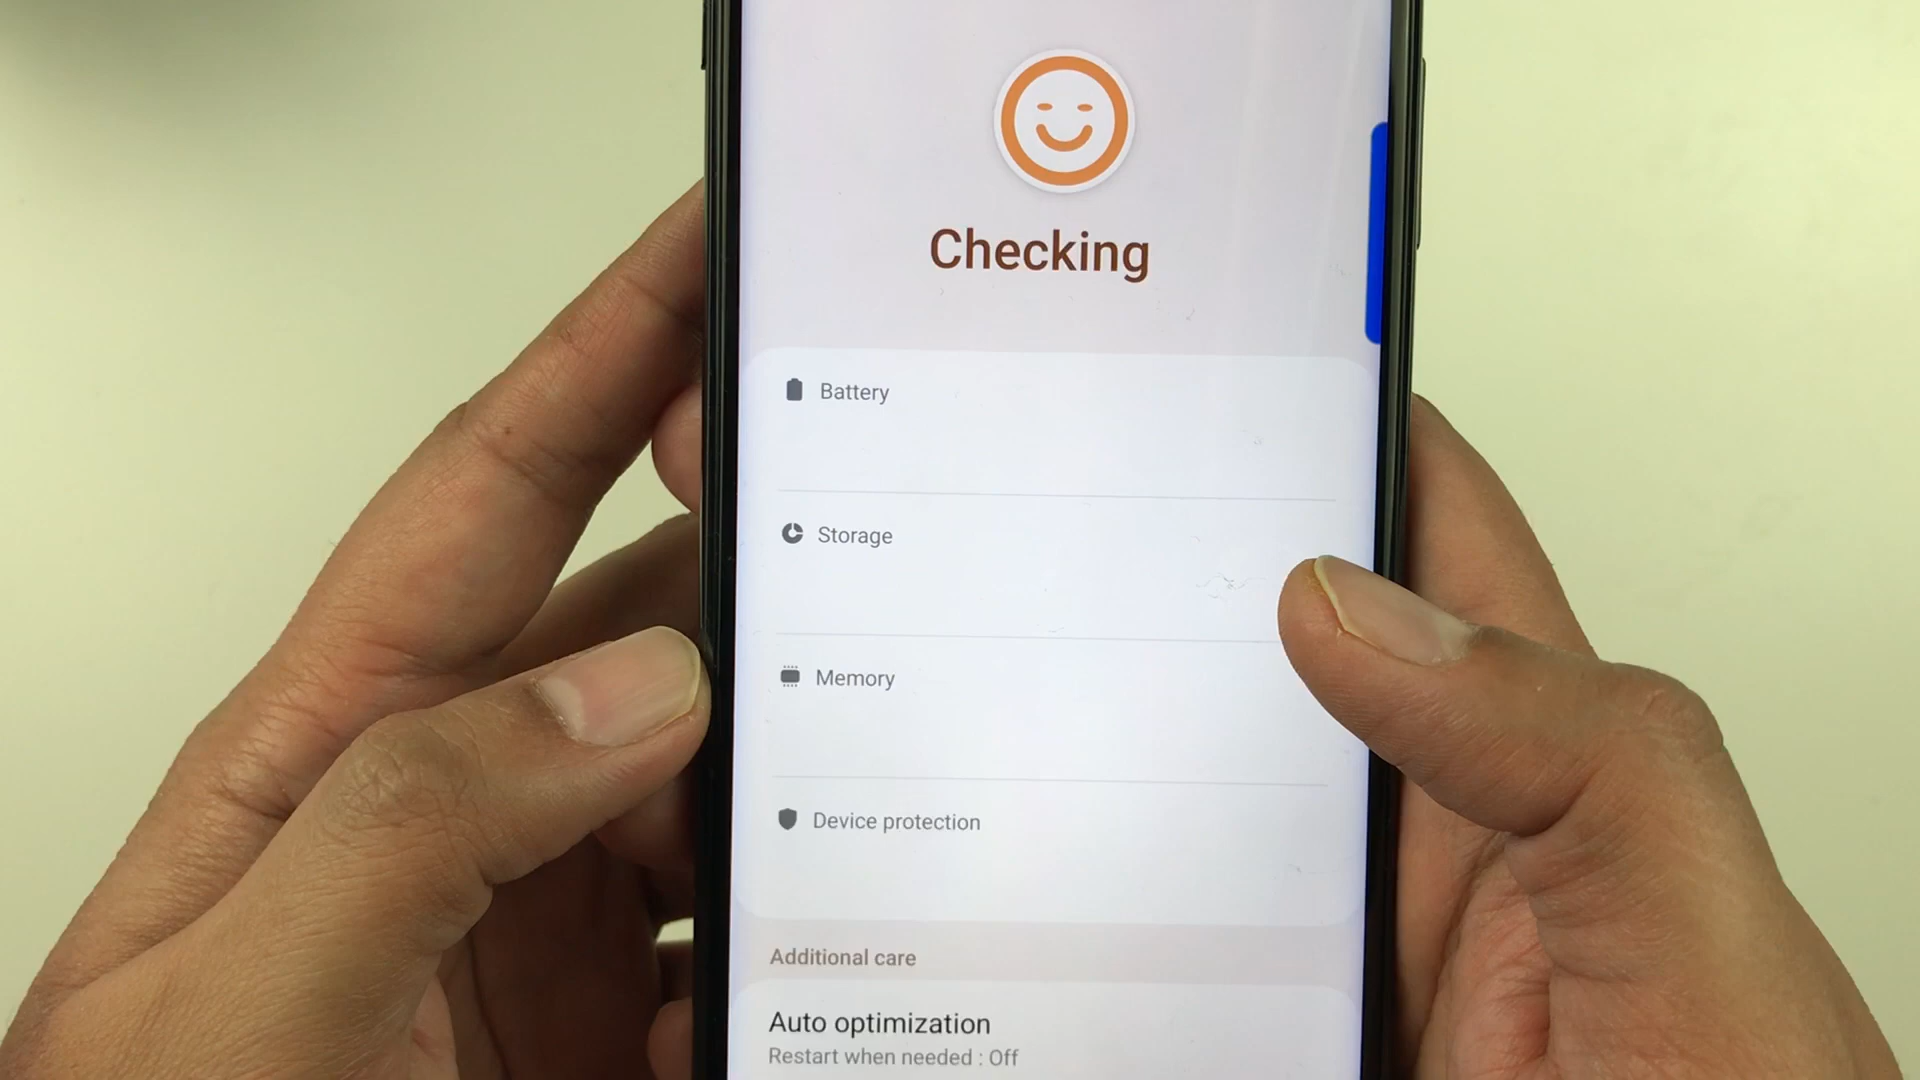 Checking
Battery
Storage
Memory
Device protection
Additional care
Auto optimization
Restart when needed : Off